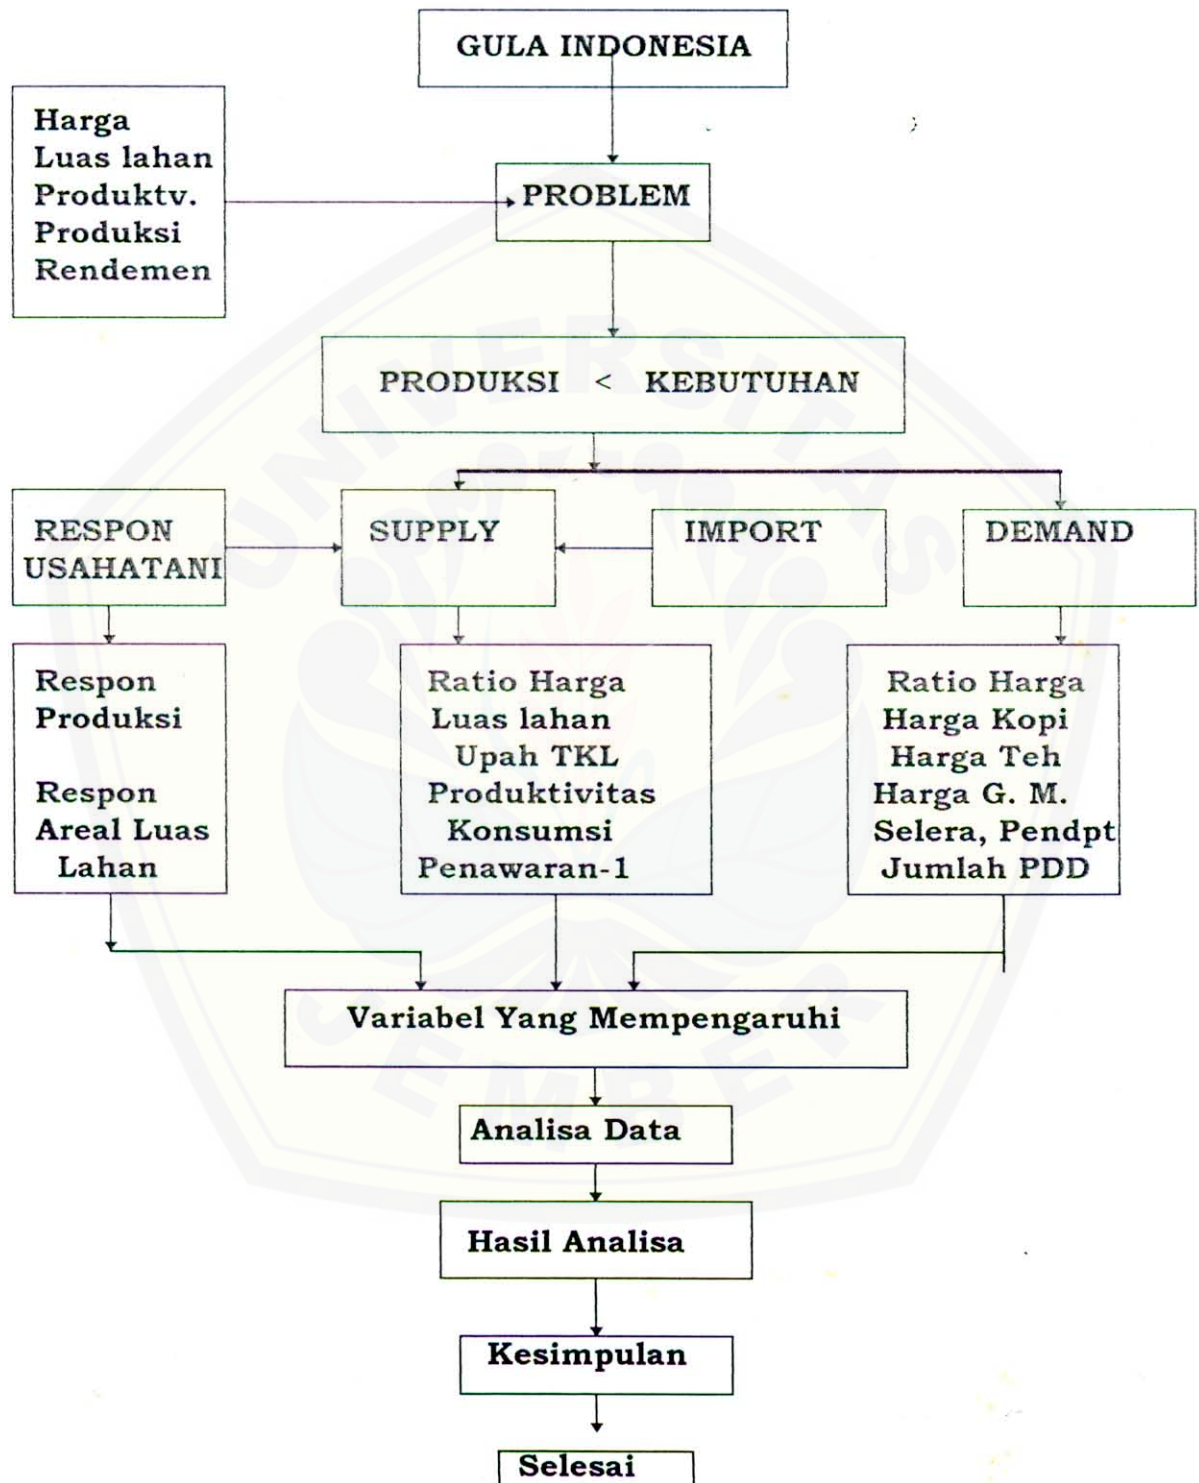 GULA INDONESIA
Harga
Luas lahan
Produktv.
Produksi
Rendemen
PROBLEM
PRODUKSI < KEBUTUHAN
RESPON
USAHATANI
SUPPLY
IMPORT
DEMAND
Respon
Produksi
Respon
Areal Luas
Lahan
Ratio Harga
Luas lahan
Upah TKL
Produktivitas
Konsumsi
Penawaran-1
Ratio Harga
Harga Kopi
Harga Teh
Harga G. M.
Selera, Pendpt
Jumlah PDD
Variabel Yang Mempengaruhi
Analisa Data
Hasil Analisa
Kesimpulan
Selesai
UNIVERSITAS
JEMBER